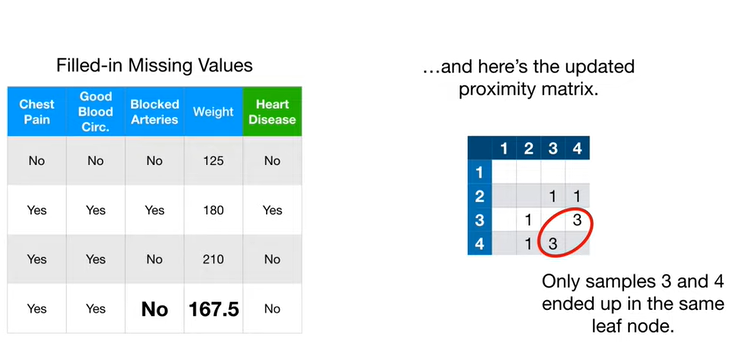 Filled-in Missing Values
Chest Pain	Good Blood Circ.	Blocked Arteries	Weight	Heart Disease
No	No	No	125	No
Yes	Yes	Yes	180	Yes
Yes	Yes	No	210	No
Yes	Yes	No	167.5	No
…and here's the updated
proximity matrix.
1 2 3 4
1
2 1 1
3 1 3
4 1 3
Only samples 3 and 4
ended up in the same
leaf node.